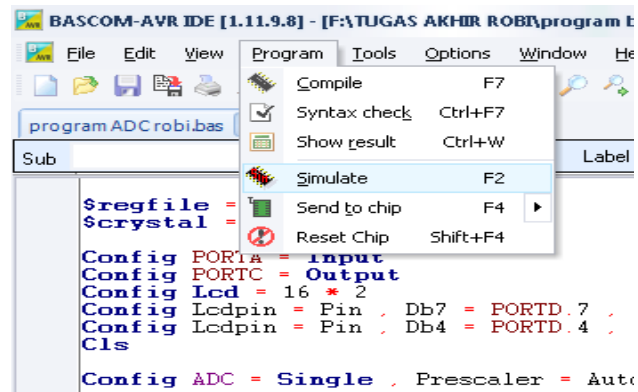 BASCOM-AVR IDE [1.11.9.8] - [F:\TUGAS AKHIR ROBI\program
File Edit View Program Tools Options Window
Compile F7
Syntax check Ctrl+F7
Show result Ctrl+W
Simulate F2
Send to chip F4
Reset Chip Shift+F4
program ADC robi.bas
Sub Label
$regfile =
$crystal =
Config PORTA = Input
Config PORTC = Output
Config Lcd = 16 * 2
Config Lcdpin = Pin , Db7 = PORTD.7 ,
Config Lcdpin = Pin , Db4 = PORTD.4 ,
Cls
Config ADC = Single , Prescaler = Auto